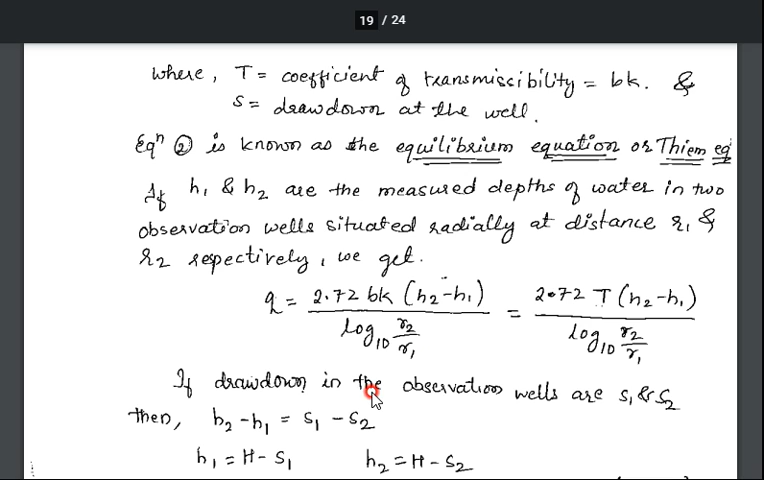 19 / 24
where, T = coefficient of transmissibility = bk. &
S = drawdown at the well.
Eqⁿ ② is known as the equilibrium equation or Thiem eq
If h₁ & h₂ are the measured depths of water in two
observation wells situated radially at distance r₁ &
r₂ repectively, we get.
q = 2.72 bk (h₂-h₁) / log₁₀ r₂/r₁ = 2.72 T (h₂-h₁) / log₁₀ r₂/r₁
If drawdown in the observation wells are s₁ & S₂
then, h₂ - h₁ = S₁ - S₂
h₁ = H - S₁ h₂ = H - S₂